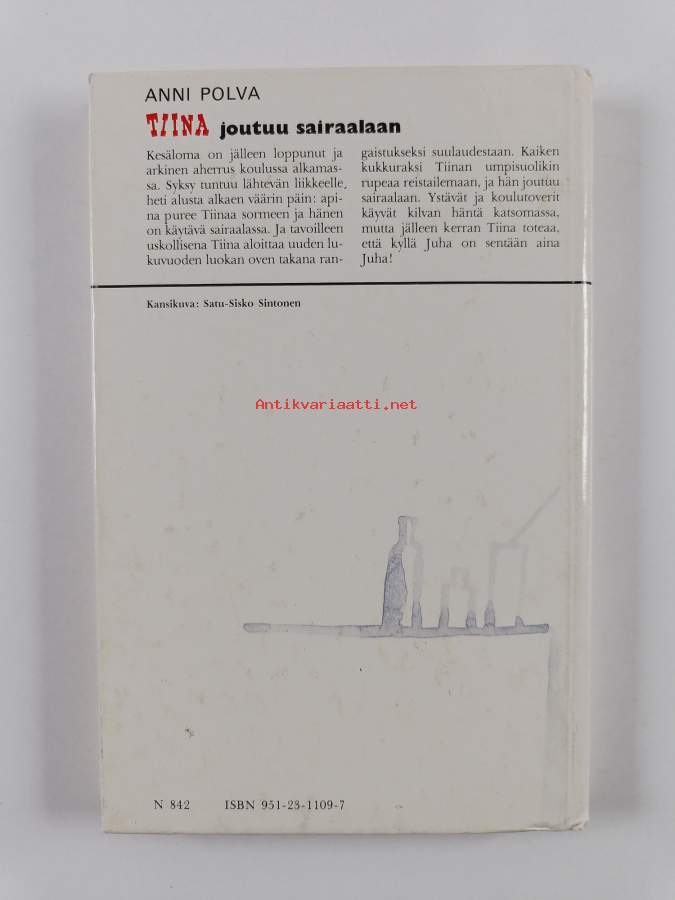 ANNI POLVA
TIINA joutuu sairaalaan
Kesäloma on jälleen loppunut ja
arkinen aherrus koulussa alkamas-
sa. Syksy tuntuu lähtevän liikkeelle
heti alusta alkaen väärin päin: api-
na puree Tiinaa sormeen ja hänen
on käytävä sairaalassa. Ja tavoilleen
uskollisena Tiina aloittaa uuden lu-
kuvuoden luokan oven takana ran-
gaistukseksi suulaudestaan. Kaiken
kukkuraksi Tiinan umpisuolikin
rupeaa reistailemaan, ja hän joutuu
sairaalaan. Ystävät ja koulutoverit
käyvät kilvan häntä katsomassa,
mutta jälleen kerran Tiina toteaa,
että kyllä Juha on sentään aina
Juha!
Kansikuva: Satu-Sisko Sintonen
Antikvariaatti.net
N 842 ISBN 951-23-1109-7